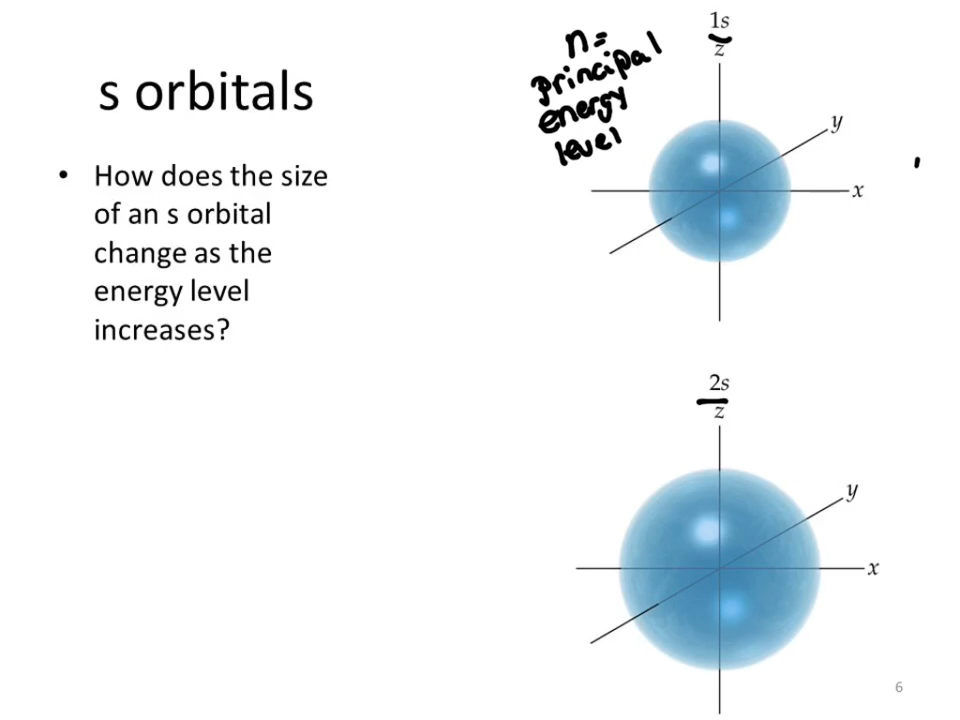 s orbitals
• How does the size
of an s orbital
change as the
energy level
increases?
n=
principal
energy
level
1s
z
y
x
2s
z
y
x
6